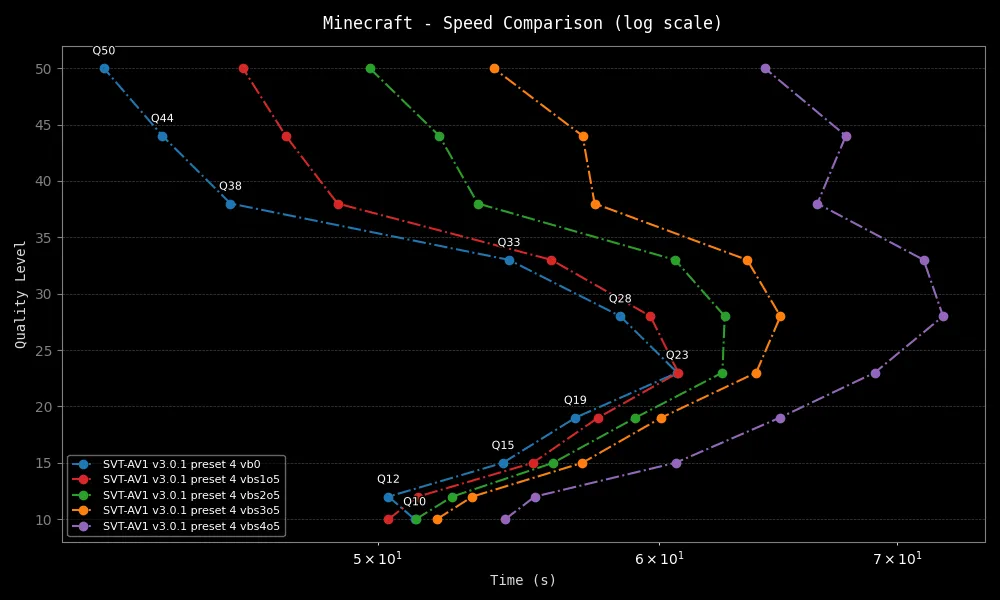 Minecraft - Speed Comparison (log scale)
Quality Level
50
45
40
35
30
25
20
15
10
Q50
Q44
Q38
Q33
Q28
Q23
Q19
Q15
Q12
Q10
SVT-AV1 v3.0.1 preset 4 vb0
SVT-AV1 v3.0.1 preset 4 vbs1o5
SVT-AV1 v3.0.1 preset 4 vbs2o5
SVT-AV1 v3.0.1 preset 4 vbs3o5
SVT-AV1 v3.0.1 preset 4 vbs4o5
5 × 10¹ 6 × 10¹ 7 × 10¹
Time (s)